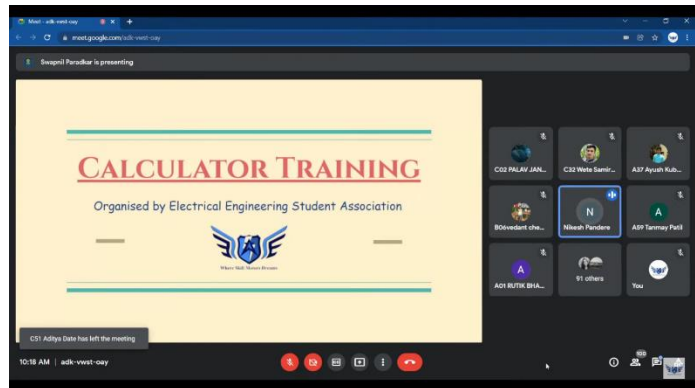 Meet - adk-vwst-oay
meet.google.com/adk-vwst-oay
Swapnil Paradkar is presenting
CALCULATOR TRAINING
Organised by Electrical Engineering Student Association
Where Skill Matters
C02 PALAV JAN...
C32 Wete Samir...
A37 Ayush Kub...
B06vedant che...
N
Nikesh Pandere
A
A59 Tanmay Patil
A
A01 RUTIK BHA...
91 others
You
C51 Aditya Date has left the meeting
10:18 AM | adk-vwst-oay
100